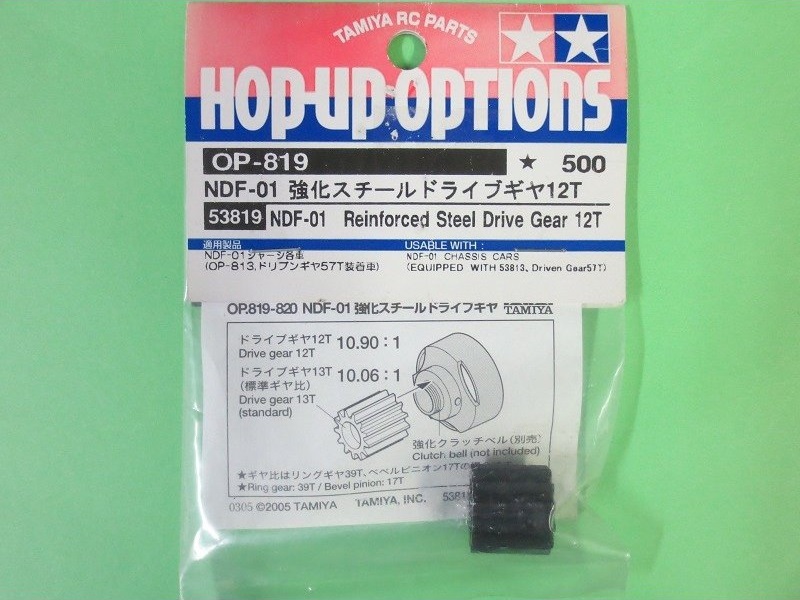 TAMIYA RC PARTS
HOP-UP OPTIONS
OP-819 ★ 500
NDF-01 強化スチールドライブギヤ12T
53819 NDF-01 Reinforced Steel Drive Gear 12T
適用製品
NDF-01シャーシ各車
(OP-813、ドリブンギヤ57T装着車)
USABLE WITH :
NDF-01 CHASSIS CARS
(EQUIPPED WITH 53813、Driven Gear57T)
OP.819-820 NDF-01 強化スチールドライブギヤ TAMIYA
ドライブギヤ12T 10.90 : 1
Drive gear 12T
ドライブギヤ13T 10.06 : 1
(標準ギヤ比)
Drive gear 13T
(standard)
強化クラッチベル (別売)
Clutch bell (not included)
★ギヤ比はリングギヤ39T、ベベルピニオン17Tの
★Ring gear: 39T / Bevel pinion: 17T
0305 ©2005 TAMIYA TAMIYA, INC.